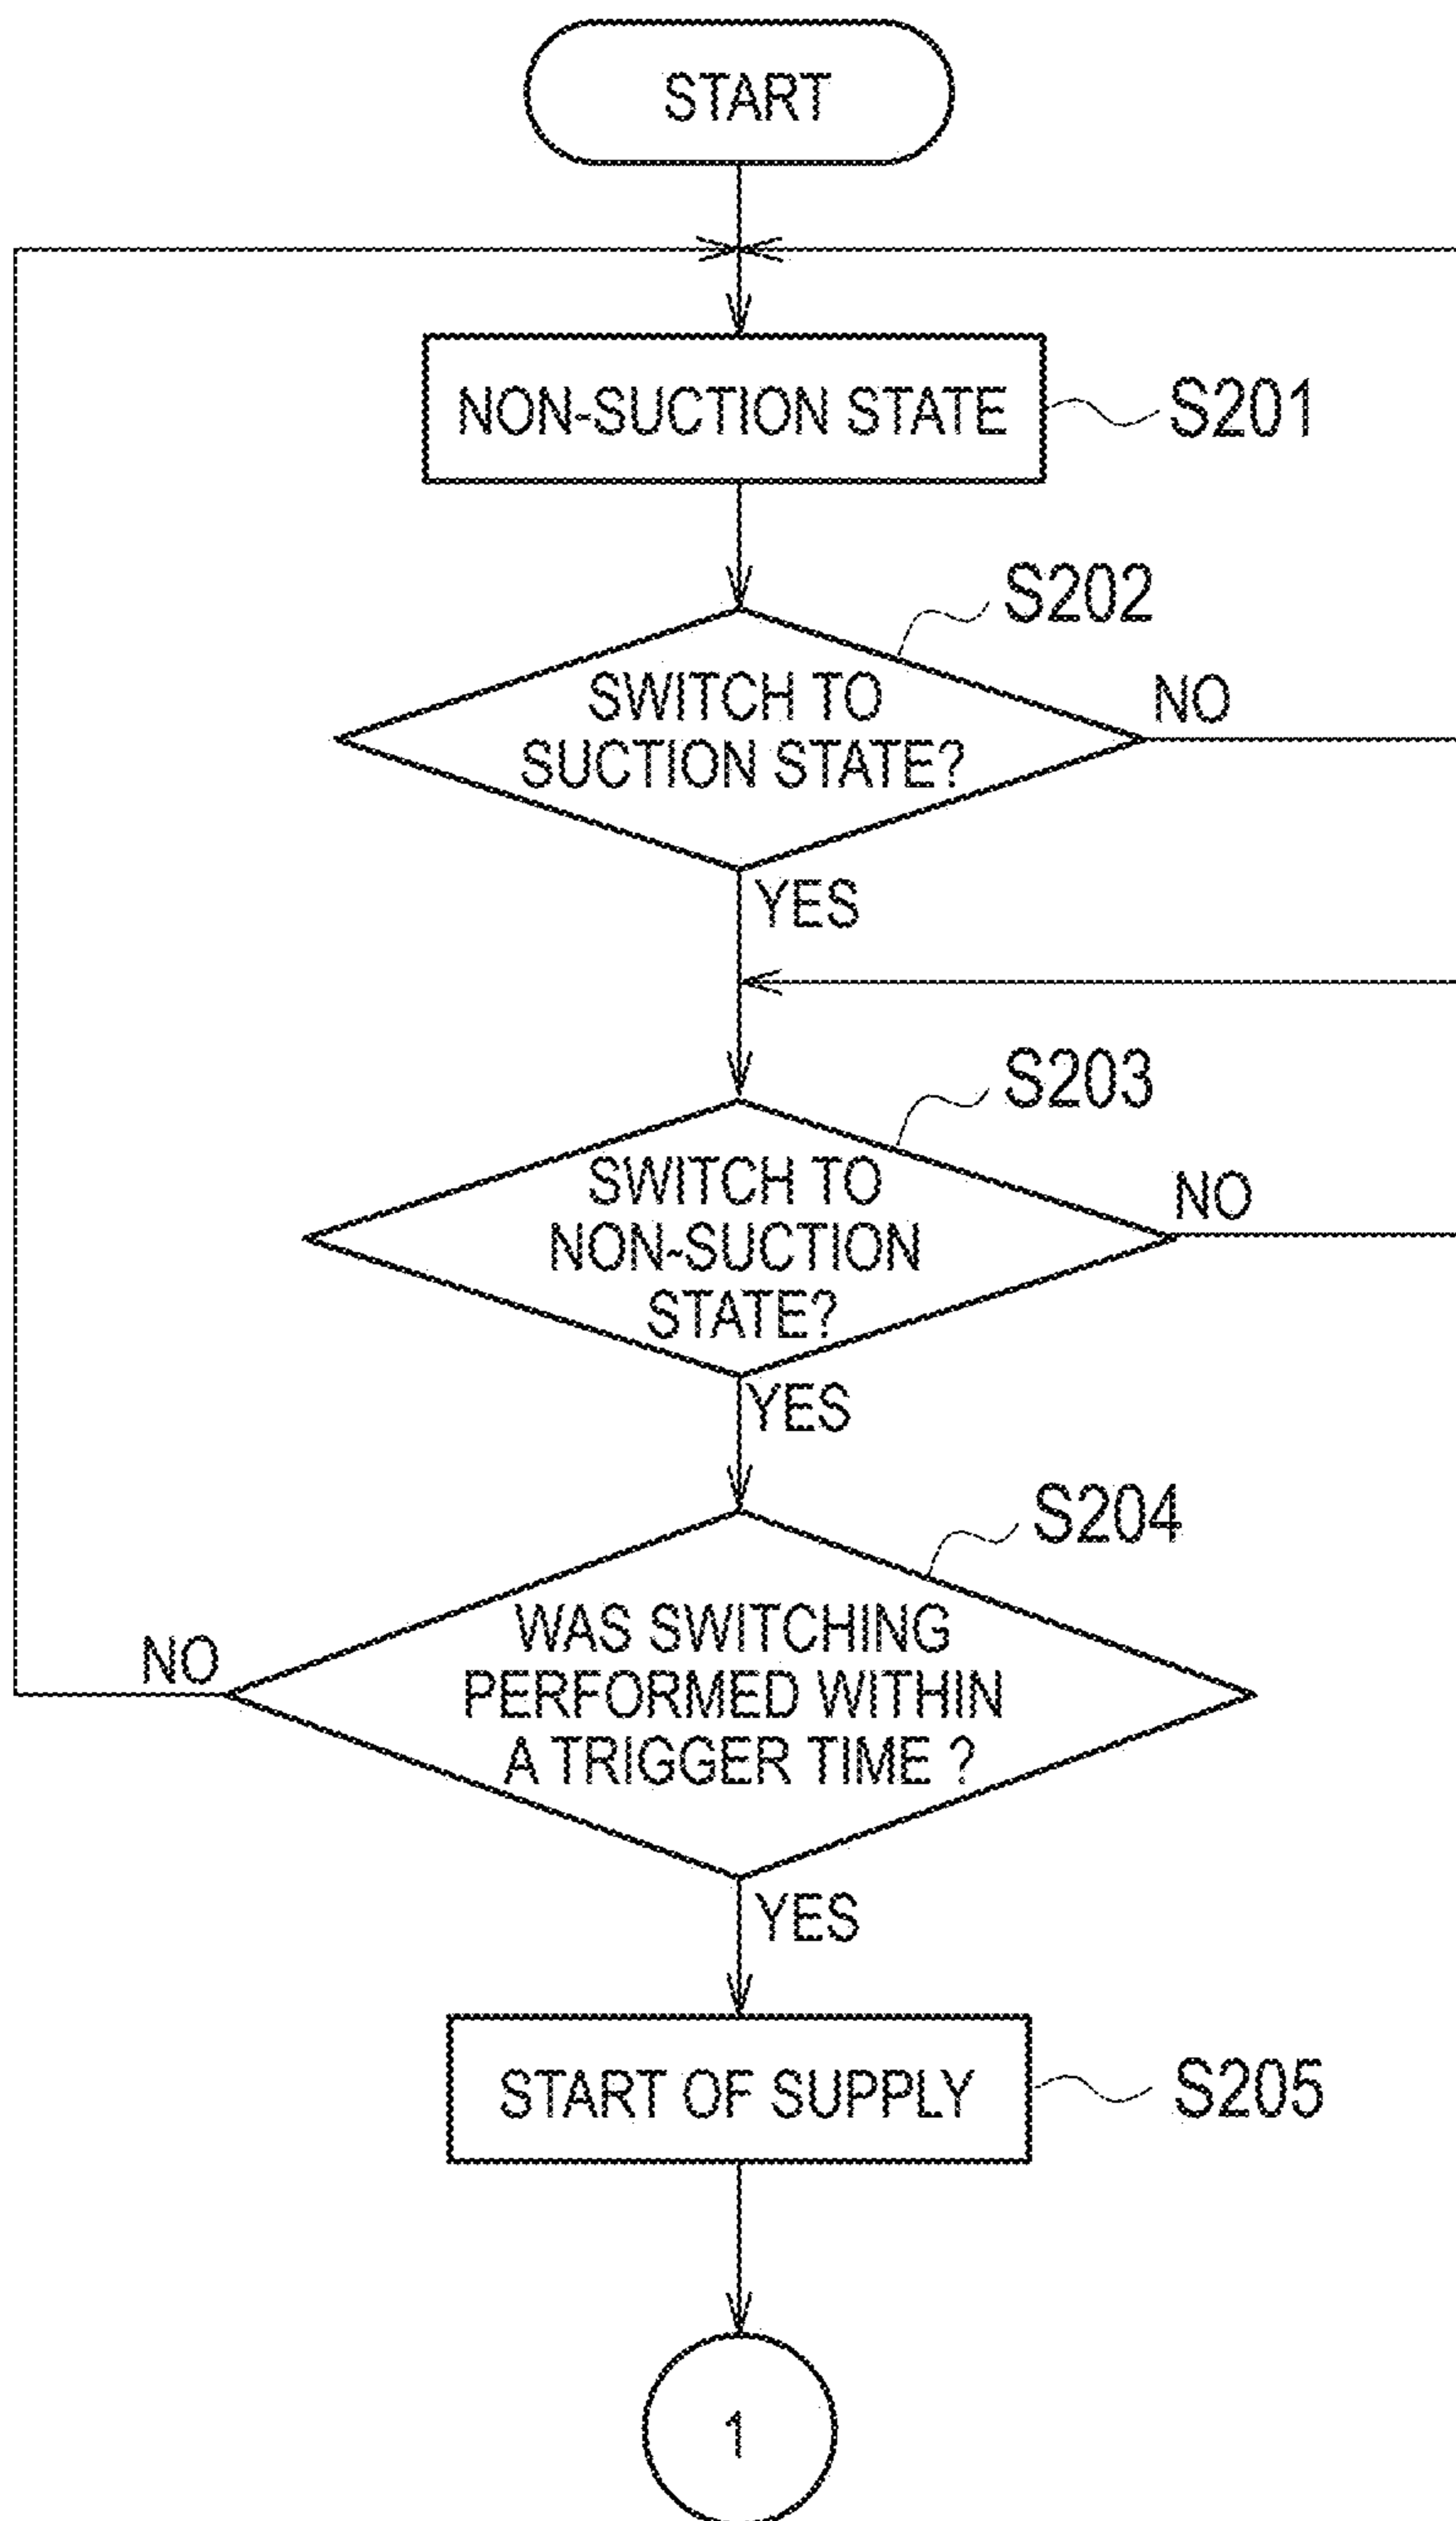 START
NON-SUCTION STATE
S201
S202
SWITCH TO
SUCTION STATE?
NO
YES
S203
SWITCH TO
NON-SUCTION
STATE?
NO
YES
S204
WAS SWITCHING
PERFORMED WITHIN
A TRIGGER TIME ?
NO
YES
START OF SUPPLY
S205
1